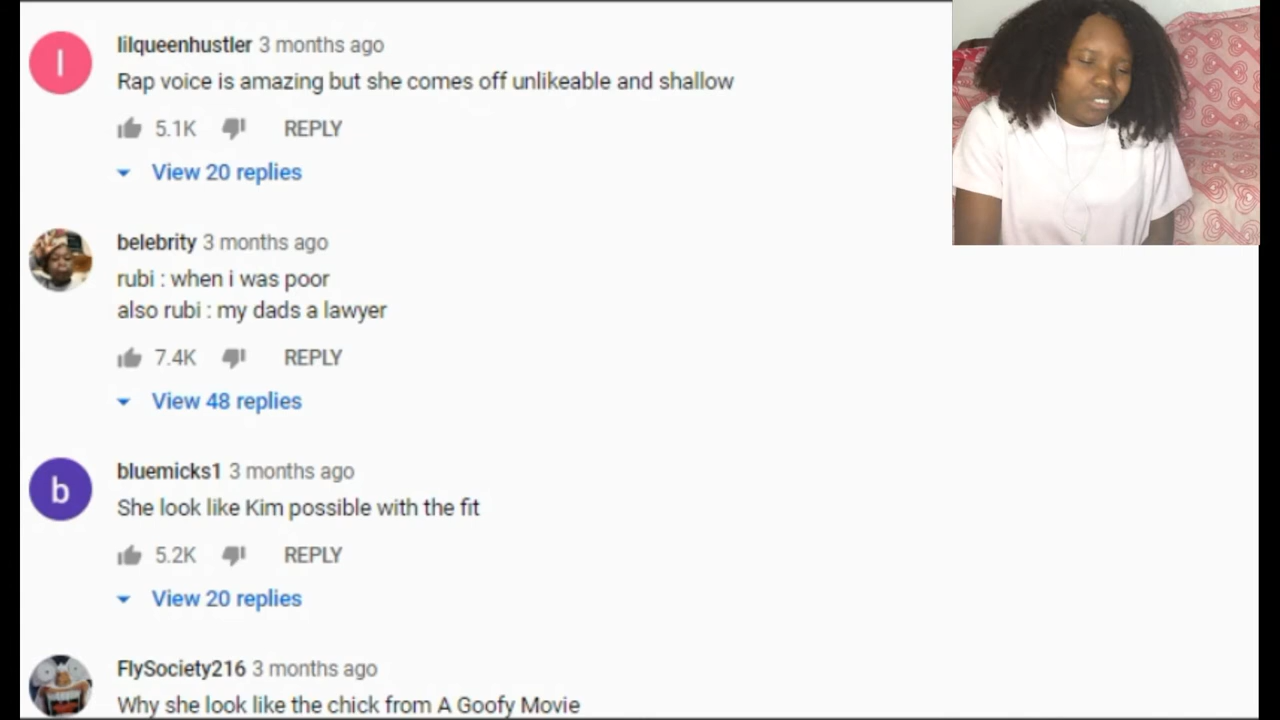 l
lilqueenhustler 3 months ago
Rap voice is amazing but she comes off unlikeable and shallow
5.1K REPLY
View 20 replies
belebrity 3 months ago
rubi : when i was poor
also rubi : my dads a lawyer
7.4K REPLY
View 48 replies
b
bluemicks1 3 months ago
She look like Kim possible with the fit
5.2K REPLY
View 20 replies
FlySociety216 3 months ago
Why she look like the chick from A Goofy Movie